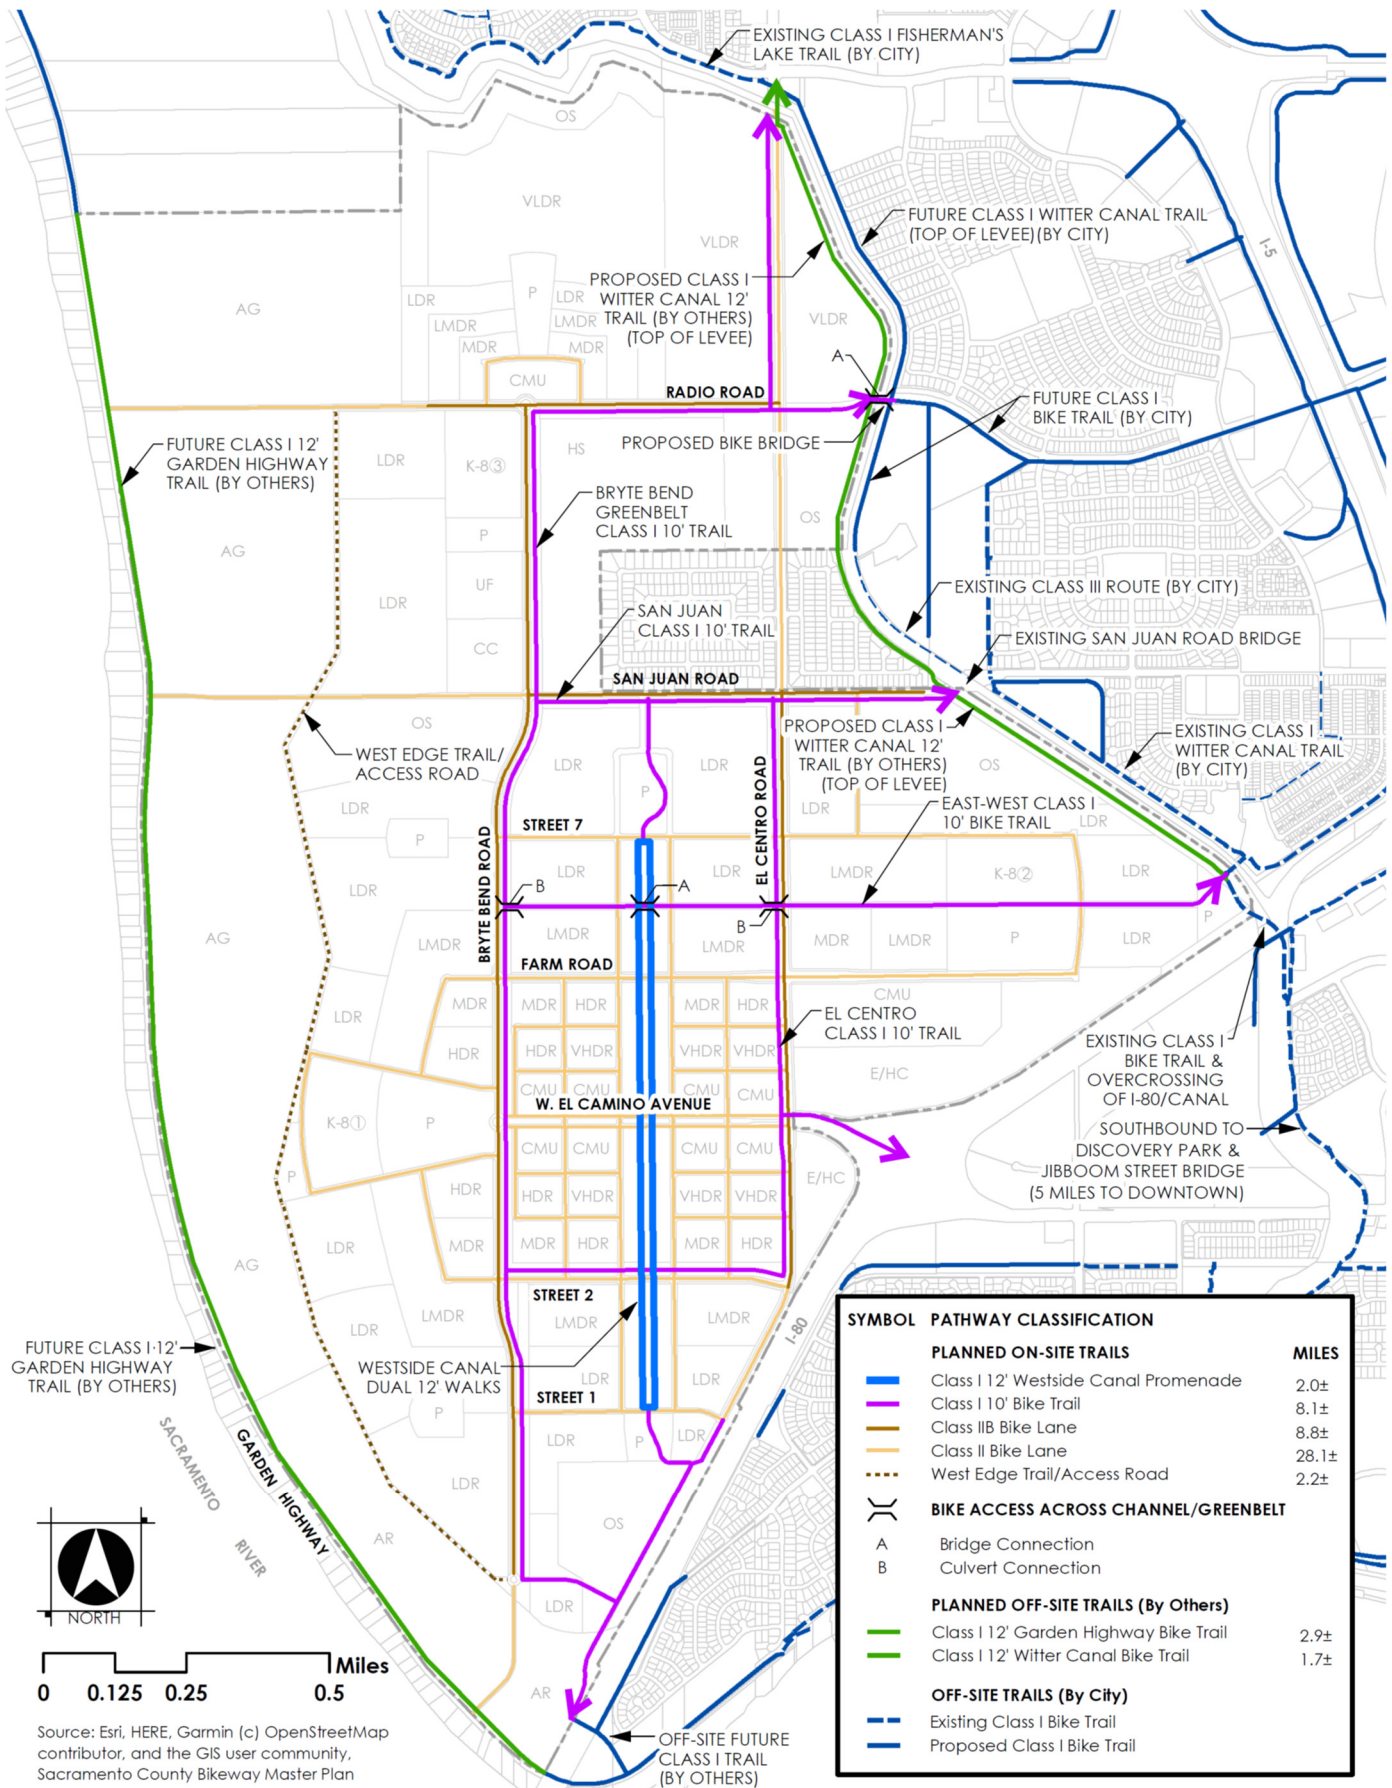 EXISTING CLASS I FISHERMAN'S
LAKE TRAIL (BY CITY)
OS
VLDR
VLDR
FUTURE CLASS I WITTER CANAL TRAIL
(TOP OF LEVEE)(BY CITY)
I-5
PROPOSED CLASS I
WITTER CANAL 12'
TRAIL (BY OTHERS)
(TOP OF LEVEE)
AG
LDR
P
LDR
LMDR
LMDR
VLDR
MDR
MDR
A
CMU
RADIO ROAD
FUTURE CLASS I
BIKE TRAIL (BY CITY)
PROPOSED BIKE BRIDGE
FUTURE CLASS I 12'
GARDEN HIGHWAY
TRAIL (BY OTHERS)
LDR
K-8③
HS
BRYTE BEND
GREENBELT
CLASS I 10' TRAIL
OS
P
AG
UF
LDR
EXISTING CLASS III ROUTE (BY CITY)
SAN JUAN
CLASS I 10' TRAIL
EXISTING SAN JUAN ROAD BRIDGE
CC
SAN JUAN ROAD
OS
PROPOSED CLASS I
WITTER CANAL 12'
TRAIL (BY OTHERS)
(TOP OF LEVEE)
EXISTING CLASS I
WITTER CANAL TRAIL
(BY CITY)
WEST EDGE TRAIL/
ACCESS ROAD
LDR
LDR
OS
P
EL CENTRO ROAD
LDR
LDR
EAST-WEST CLASS I
10' BIKE TRAIL
LDR
STREET 7
P
BRYTE BEND ROAD
LDR
LDR
LMDR
K-8②
LDR
LDR
B
A
B
P
AG
LMDR
LMDR
LMDR
MDR
LMDR
P
LDR
FARM ROAD
LDR
MDR
MDR
HDR
MDR
HDR
CMU
EL CENTRO
CLASS I 10' TRAIL
HDR
HDR
VHDR
VHDR
VHDR
E/HC
EXISTING CLASS I
BIKE TRAIL &
OVERCROSSING
OF I-80/CANAL
CMU
CMU
CMU
CMU
W. EL CAMINO AVENUE
K-8①
P
SOUTHBOUND TO
DISCOVERY PARK &
JIBBOOM STREET BRIDGE
(5 MILES TO DOWNTOWN)
CMU
CMU
CMU
CMU
P
E/HC
HDR
HDR
VHDR
VHDR
VHDR
LDR
MDR
MDR
HDR
MDR
HDR
AG
STREET 2
LMDR
LMDR
LMDR
LDR
I-80
FUTURE CLASS I 12'
GARDEN HIGHWAY
TRAIL (BY OTHERS)
WESTSIDE CANAL
DUAL 12' WALKS
LDR
LDR
STREET 1
P
LDR
P
LDR
SACRAMENTO
RIVER
GARDEN HIGHWAY
LDR
AR
OS
LDR
AR
OFF-SITE FUTURE
CLASS I TRAIL
(BY OTHERS)
NORTH
Miles
0 0.125 0.25 0.5
Source: Esri, HERE, Garmin (c) OpenStreetMap
contributor, and the GIS user community,
Sacramento County Bikeway Master Plan
SYMBOL PATHWAY CLASSIFICATION
PLANNED ON-SITE TRAILS MILES
Class I 12' Westside Canal Promenade 2.0±
Class I 10' Bike Trail 8.1±
Class IIB Bike Lane 8.8±
Class II Bike Lane 28.1±
West Edge Trail/Access Road 2.2±
BIKE ACCESS ACROSS CHANNEL/GREENBELT
A Bridge Connection
B Culvert Connection
PLANNED OFF-SITE TRAILS (By Others)
Class I 12' Garden Highway Bike Trail 2.9±
Class I 12' Witter Canal Bike Trail 1.7±
OFF-SITE TRAILS (By City)
Existing Class I Bike Trail
Proposed Class I Bike Trail